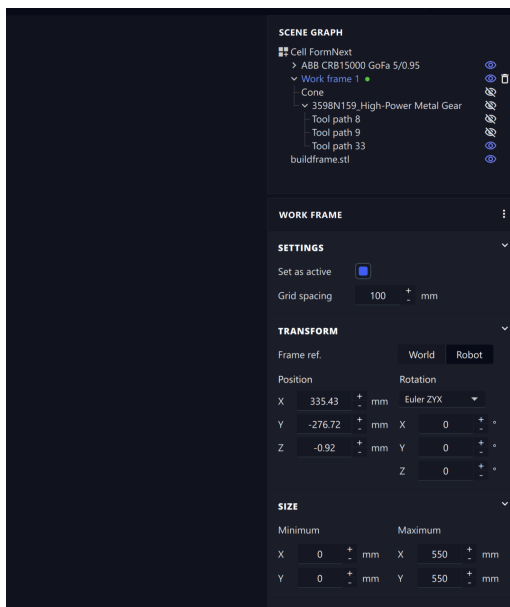 SCENE GRAPH
Cell FormNext
ABB CRB15000 GoFa 5/0.95
Work frame 1
Cone
3598N159_High-Power Metal Gear
Tool path 8
Tool path 9
Tool path 33
buildframe.stl
WORK FRAME
SETTINGS
Set as active
Grid spacing 100 + - mm
TRANSFORM
Frame ref. World Robot
Position Rotation
X 335.43 + - mm Euler ZYX
Y -276.72 + - mm X 0 + - °
Z -0.92 + - mm Y 0 + - °
Z 0 + - °
SIZE
Minimum Maximum
X 0 + - mm X 550 + - mm
Y 0 + - mm Y 550 + - mm